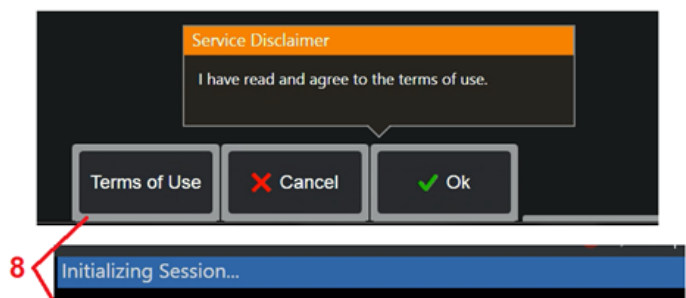 Service Disclaimer
I have read and agree to the terms of use.
Terms of Use
Cancel
Ok
8
Initializing Session...